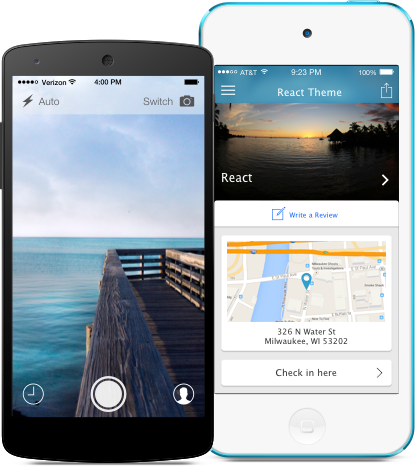 Verizon
4:00 PM
Auto
Switch
AT&T
9:23 PM
100%
React Theme
React
Write a Review
326 N Water St
Milwaukee, WI 53202
Check in here